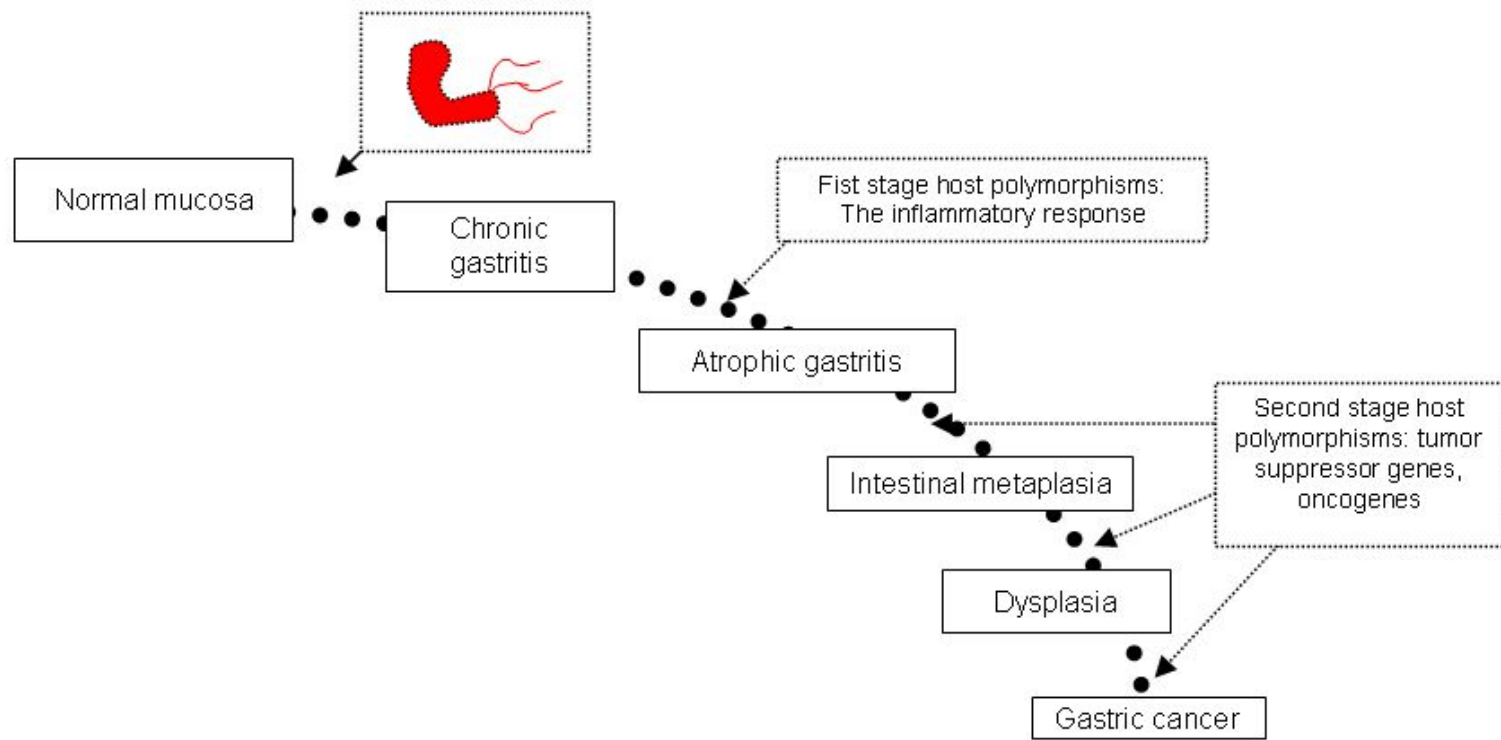 Normal mucosa
Chronic
gastritis
Fist stage host polymorphisms:
The inflammatory response
Atrophic gastritis
Second stage host
polymorphisms: tumor
suppressor genes,
oncogenes
Intestinal metaplasia
Dysplasia
Gastric cancer